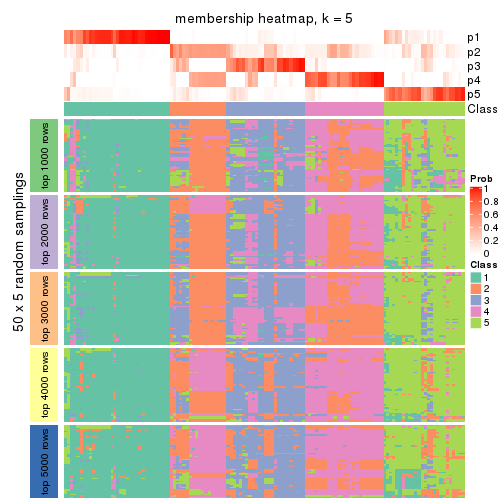 membership heatmap, k = 5
p1
p2
p3
p4
p5
Class
50 x 5 random samplings
top 1000 rows
top 2000 rows
top 3000 rows
top 4000 rows
top 5000 rows
Prob
1
0.8
0.6
0.4
0.2
0
Class
1
2
3
4
5